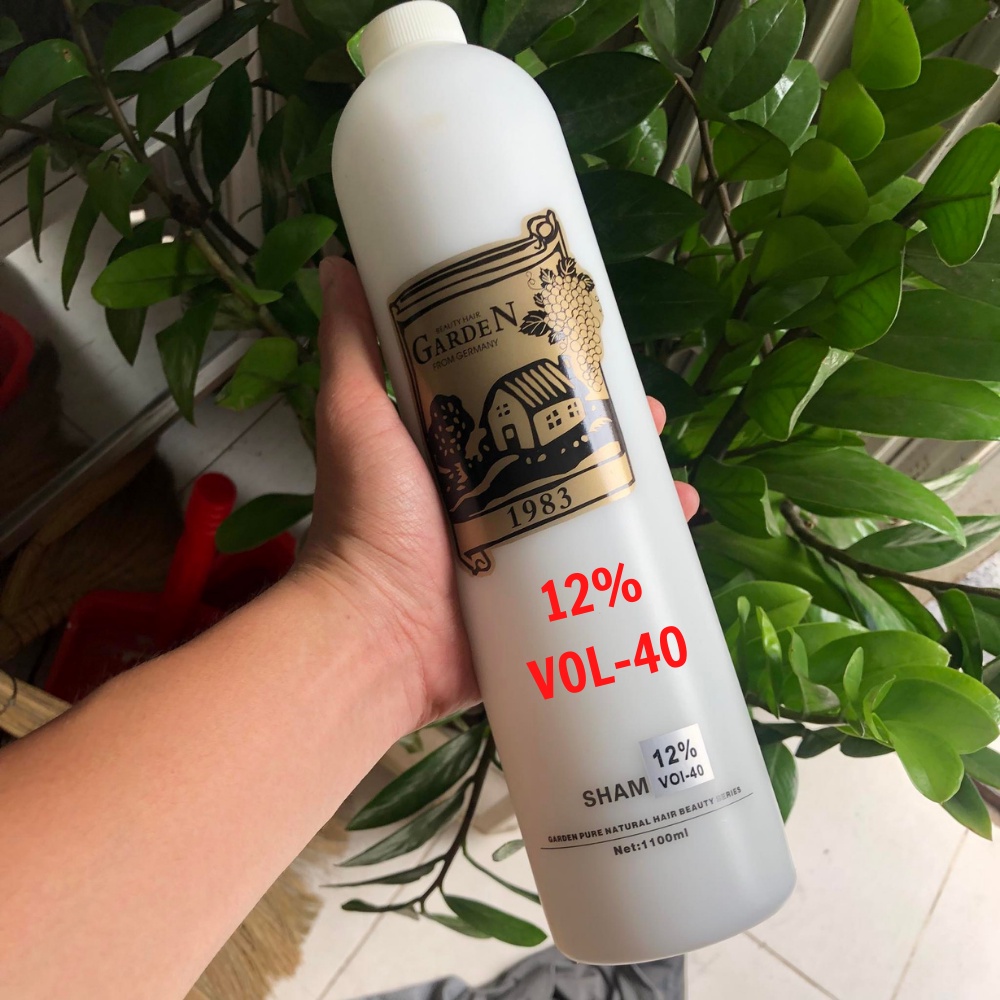 BEAUTY HAIR
GARDEN
FROM GERMANY
1983
12%
V0L-40
12%
VOl-40
SHAM
GARDEN PURE NATURAL HAIR BEAUTY SERIES
Net:1100ml